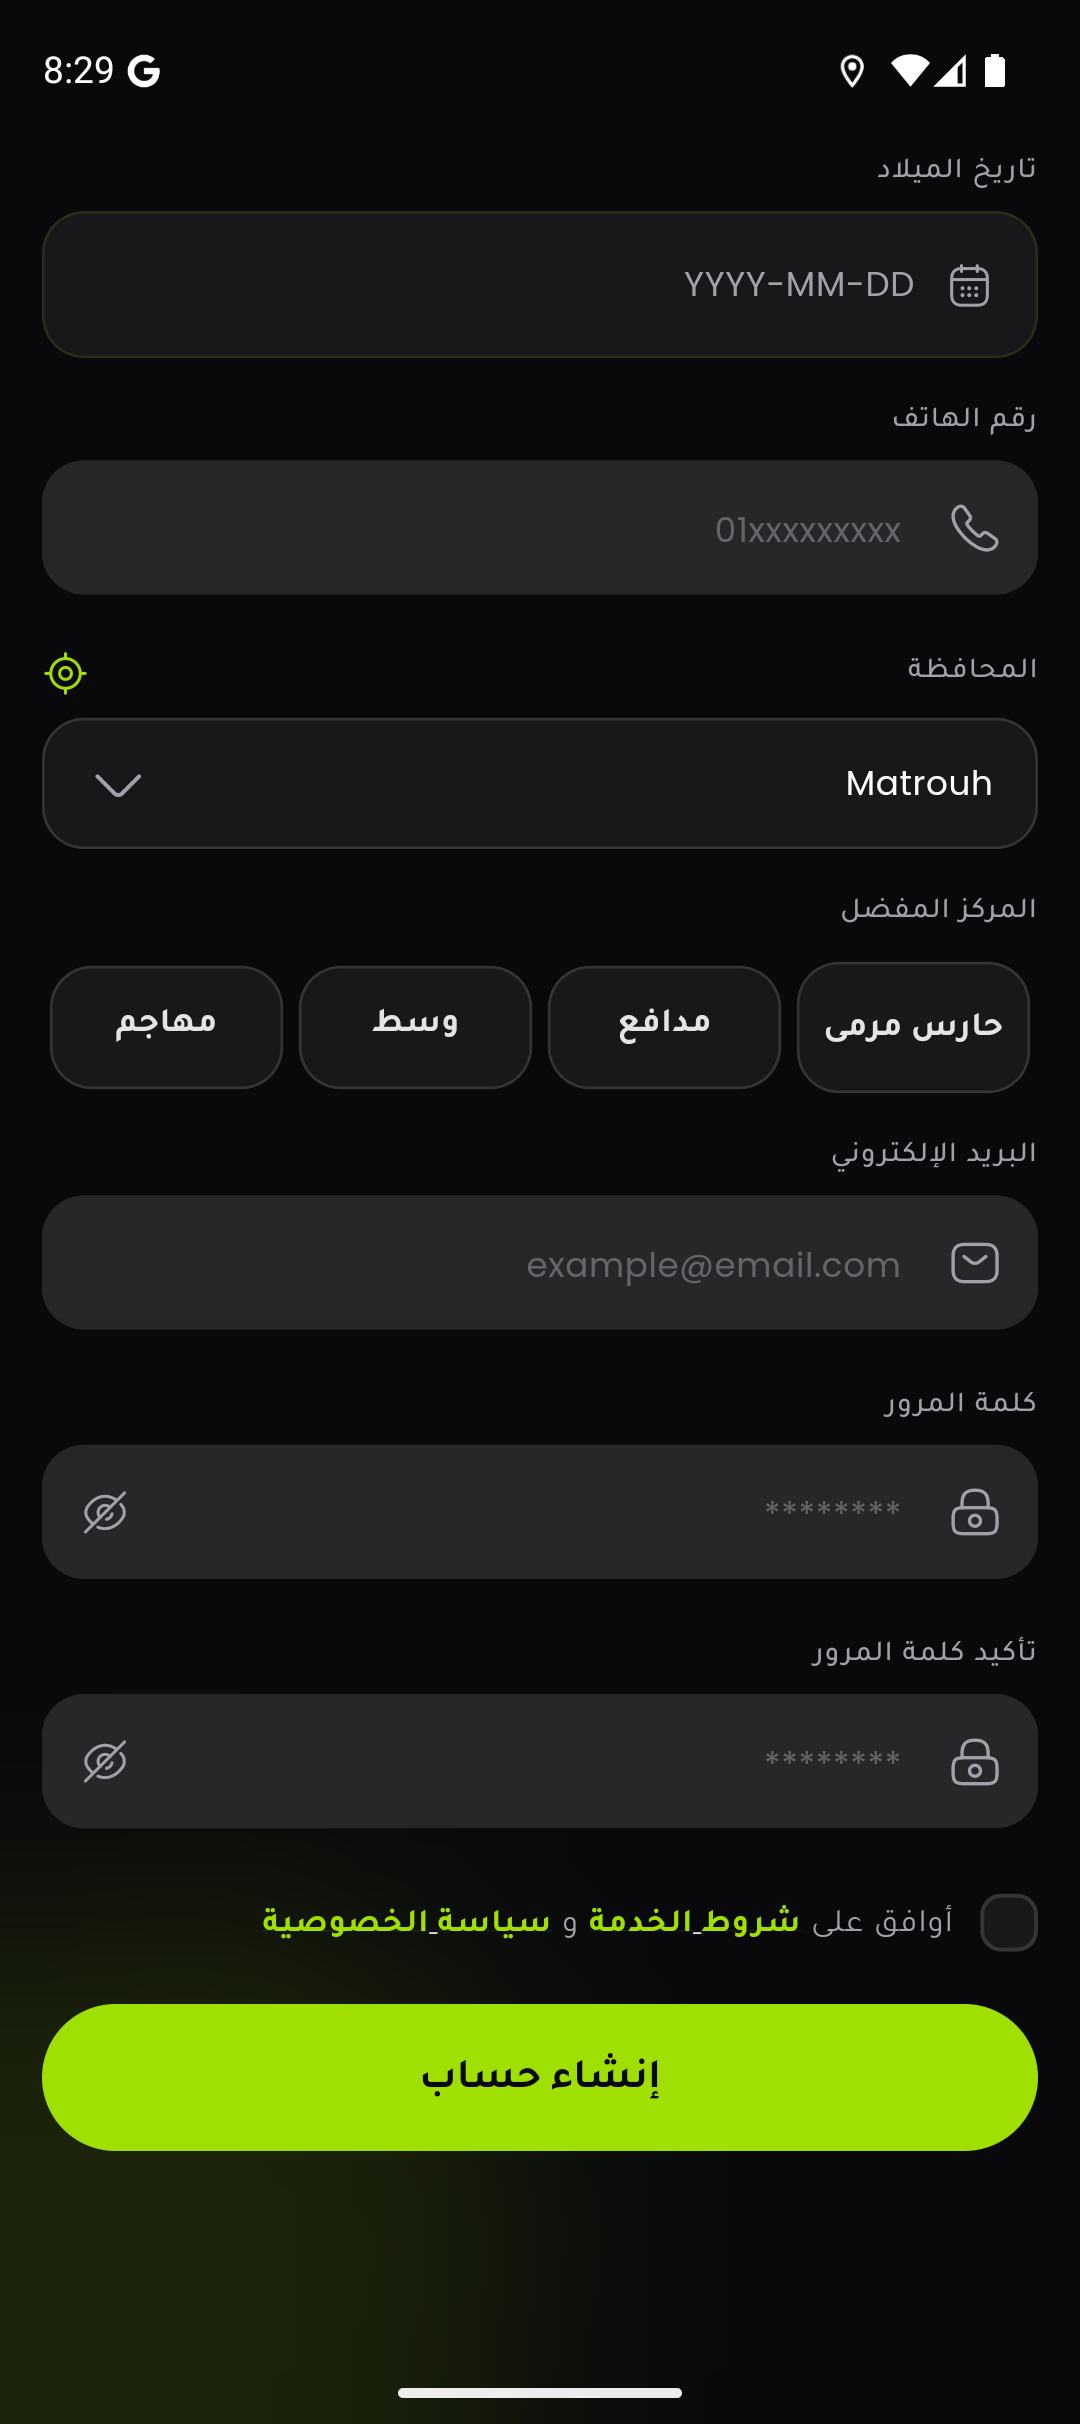 8:29
تاريخ الميلاد
YYYY-MM-DD
رقم الهاتف
01xxxxxxxxx
المحافظة
Matrouh
المركز المفضل
حارس مرمى مدافع وسط مهاجم
البريد الإلكتروني
example@email.com
كلمة المرور
********
تأكيد كلمة المرور
********
أوافق على شروط_الخدمة و سياسة_الخصوصية
إنشاء حساب